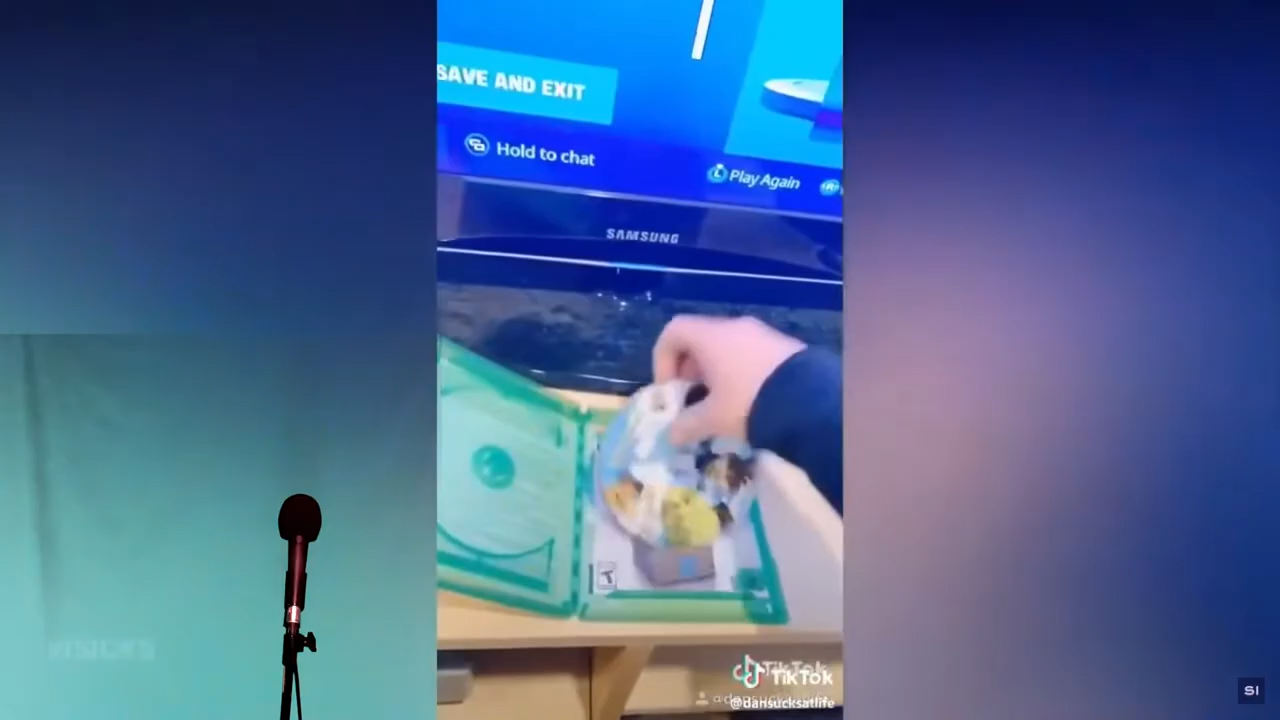 SAVE AND EXIT
Hold to chat
L Play Again
R
SAMSUNG
T
TikTok
@dansucksatlife
SI